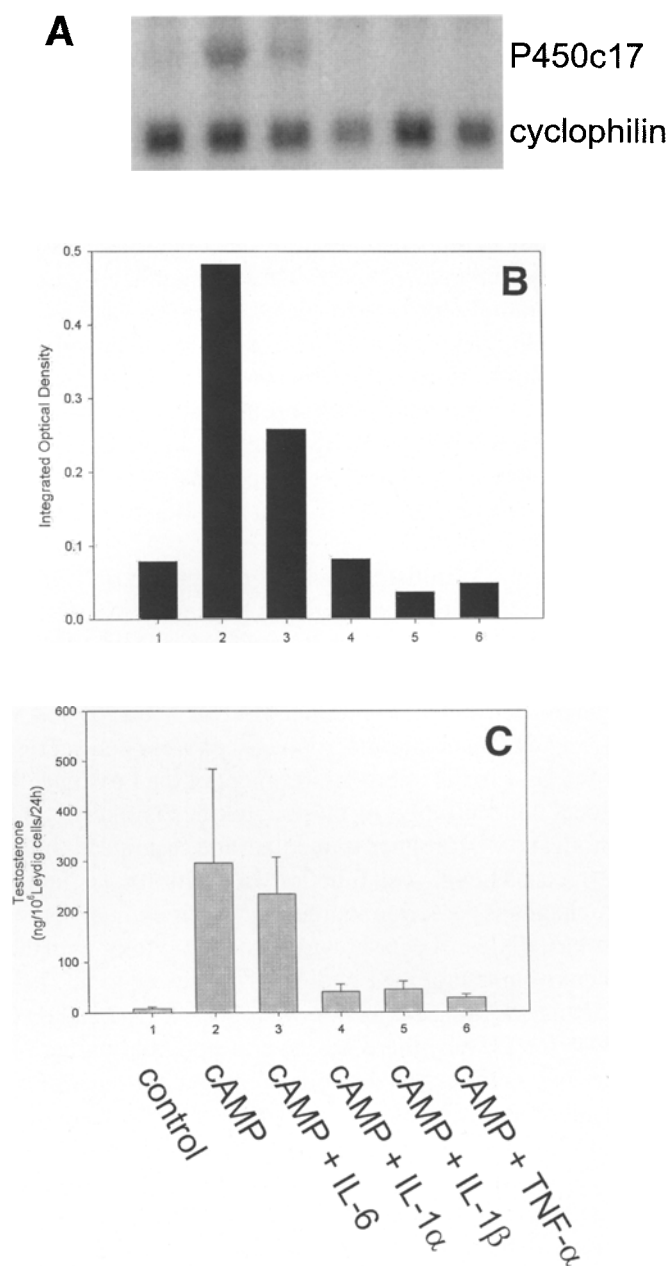 A
P450c17
cyclophilin
B
Integrated Optical Density
0.5
0.4
0.3
0.2
0.1
0.0
1 2 3 4 5 6
C
Testosterone
(ng/10⁶Leydig cells/24h)
600
500
400
300
200
100
0
1 2 3 4 5 6
control
cAMP
cAMP + IL-6
cAMP + IL-1α
cAMP + IL-1β
cAMP + TNF-α